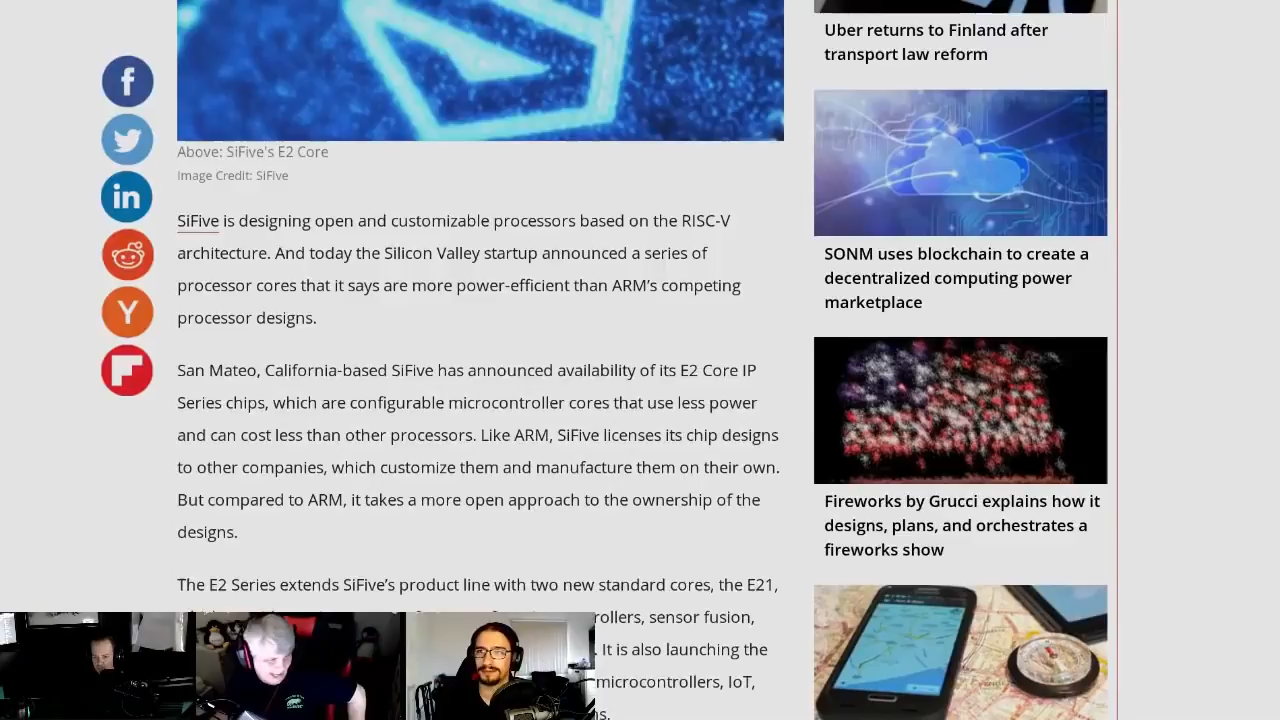 Above: SiFive's E2 Core
Image Credit: SiFive
SiFive is designing open and customizable processors based on the RISC-V
architecture. And today the Silicon Valley startup announced a series of
processor cores that it says are more power-efficient than ARM's competing
processor designs.
San Mateo, California-based SiFive has announced availability of its E2 Core IP
Series chips, which are configurable microcontroller cores that use less power
and can cost less than other processors. Like ARM, SiFive licenses its chip designs
to other companies, which customize them and manufacture them on their own.
But compared to ARM, it takes a more open approach to the ownership of the
designs.
The E2 Series extends SiFive's product line with two new standard cores, the E21,
rollers, sensor fusion,
. It is also launching the
microcontrollers, IoT,
ns.
Uber returns to Finland after
transport law reform
SONM uses blockchain to create a
decentralized computing power
marketplace
Fireworks by Grucci explains how it
designs, plans, and orchestrates a
fireworks show